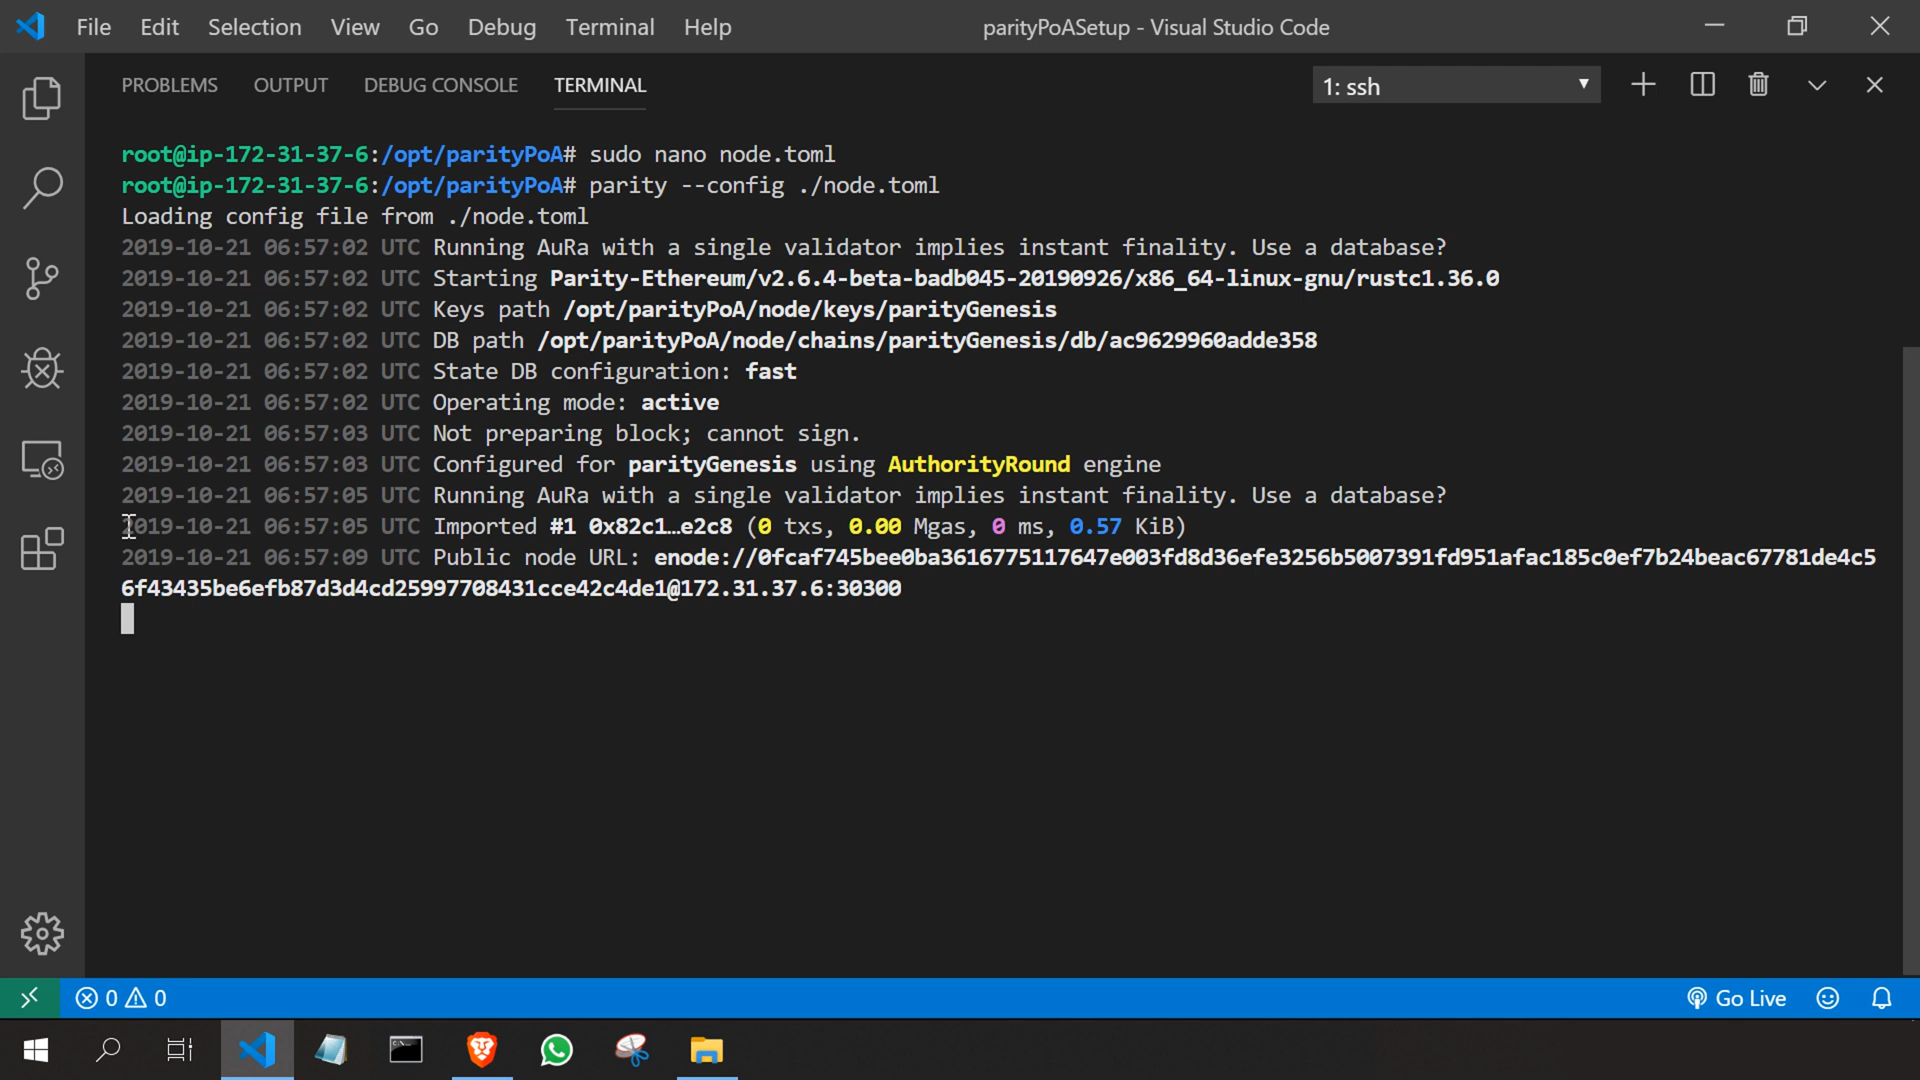 File Edit Selection View Go Debug Terminal Help parityPoASetup - Visual Studio Code
PROBLEMS OUTPUT DEBUG CONSOLE TERMINAL 1: ssh
root@ip-172-31-37-6:/opt/parityPoA# sudo nano node.toml
root@ip-172-31-37-6:/opt/parityPoA# parity --config ./node.toml
Loading config file from ./node.toml
2019-10-21 06:57:02 UTC Running AuRa with a single validator implies instant finality. Use a database?
2019-10-21 06:57:02 UTC Starting Parity-Ethereum/v2.6.4-beta-badb045-20190926/x86_64-linux-gnu/rustc1.36.0
2019-10-21 06:57:02 UTC Keys path /opt/parityPoA/node/keys/parityGenesis
2019-10-21 06:57:02 UTC DB path /opt/parityPoA/node/chains/parityGenesis/db/ac9629960adde358
2019-10-21 06:57:02 UTC State DB configuration: fast
2019-10-21 06:57:02 UTC Operating mode: active
2019-10-21 06:57:03 UTC Not preparing block; cannot sign.
2019-10-21 06:57:03 UTC Configured for parityGenesis using AuthorityRound engine
2019-10-21 06:57:05 UTC Running AuRa with a single validator implies instant finality. Use a database?
2019-10-21 06:57:05 UTC Imported #1 0x82c1…e2c8 (0 txs, 0.00 Mgas, 0 ms, 0.57 KiB)
2019-10-21 06:57:09 UTC Public node URL: enode://0fcaf745bee0ba3616775117647e003fd8d36efe3256b5007391fd951afac185c0ef7b24beac67781de4c5
6f43435be6efb87d3d4cd25997708431cce42c4de1@172.31.37.6:30300
0 0 Go Live